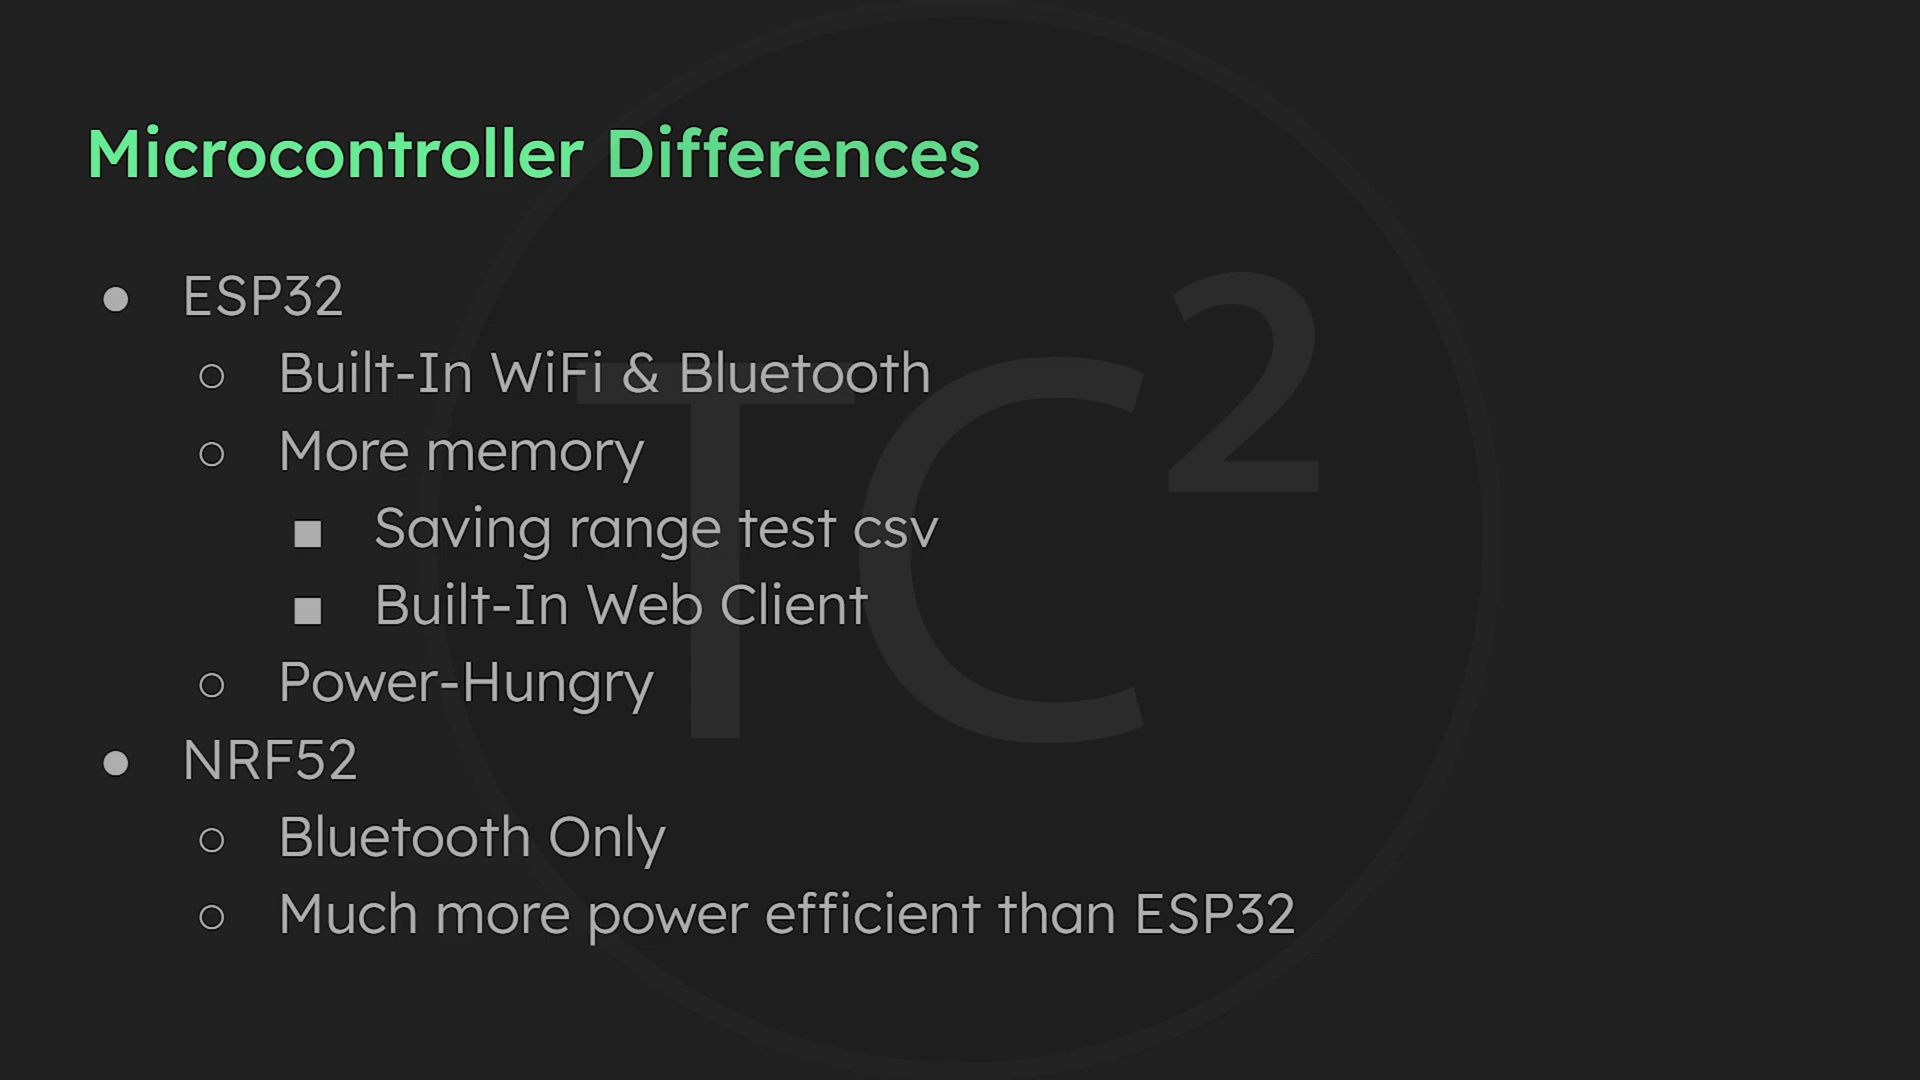 Microcontroller Differences
● ESP32
○ Built-In WiFi & Bluetooth
○ More memory
■ Saving range test csv
■ Built-In Web Client
○ Power-Hungry
● NRF52
○ Bluetooth Only
○ Much more power efficient than ESP32
TC²